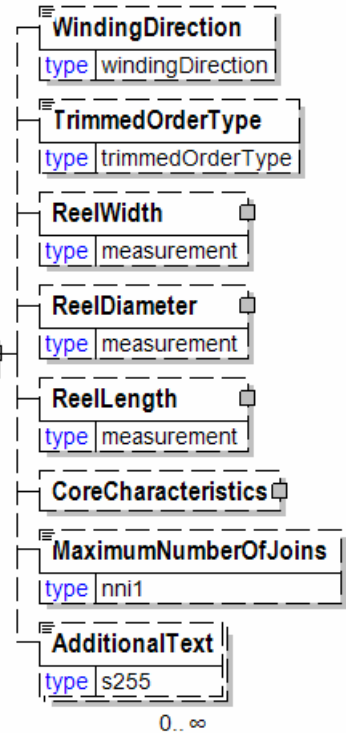 WindingDirection
type windingDirection
TrimmedOrderType
type trimmedOrderType
ReelWidth
type measurement
ReelDiameter
type measurement
ReelLength
type measurement
CoreCharacteristics
MaximumNumberOfJoins
type nni1
AdditionalText
type s255
0.. ∞